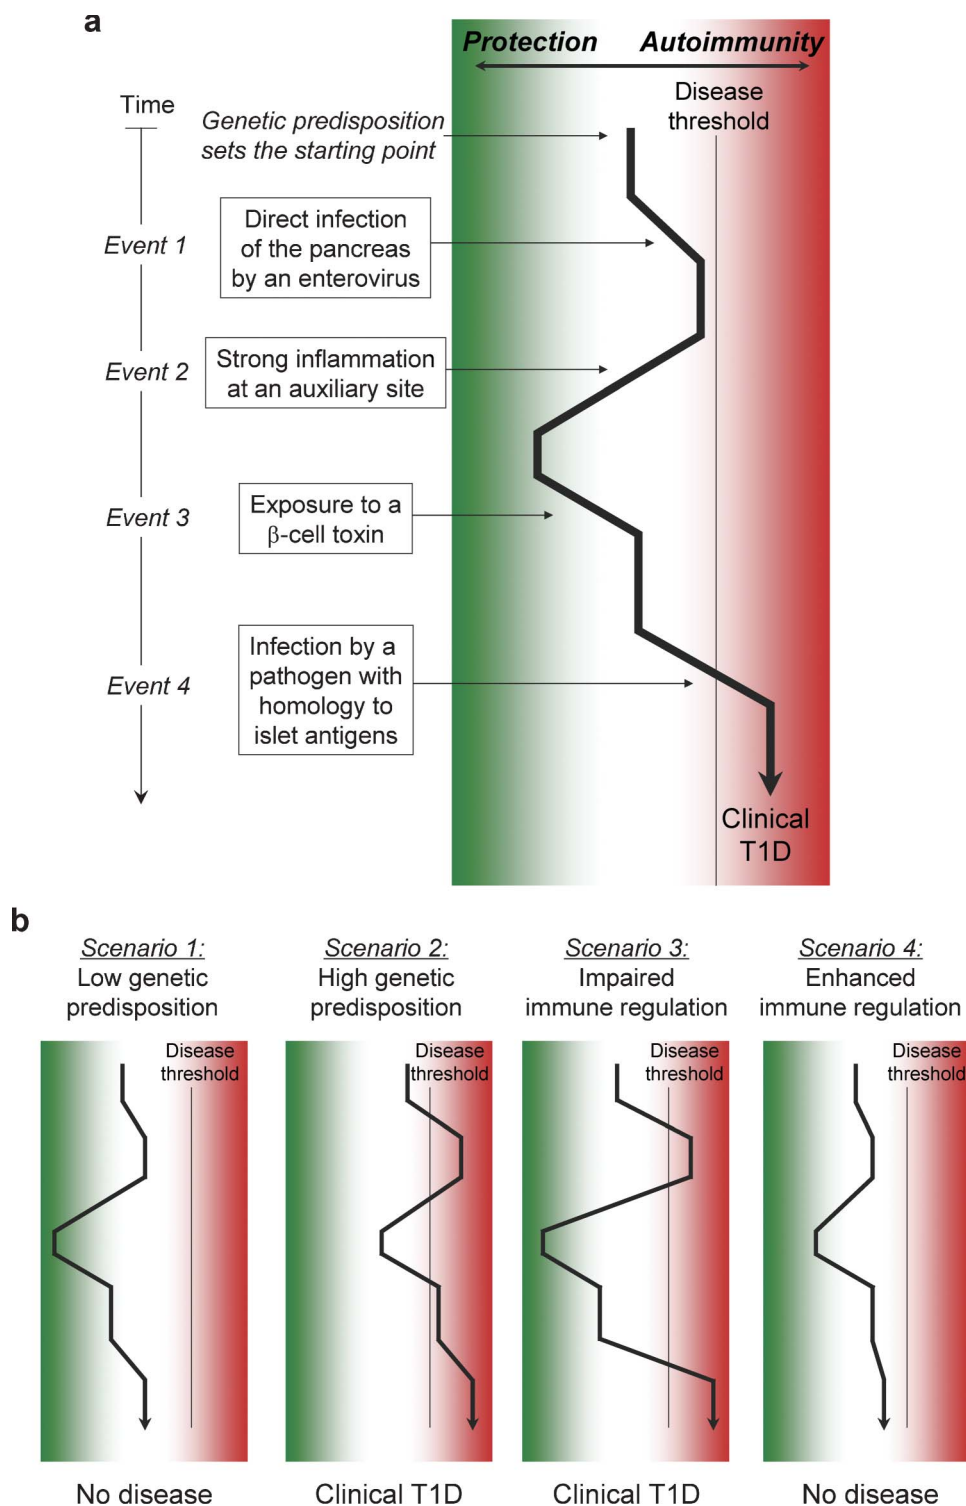 a
Protection Autoimmunity
Time
Disease
threshold
Genetic predisposition
sets the starting point
Event 1
Direct infection
of the pancreas
by an enterovirus
Event 2
Strong inflammation
at an auxiliary site
Event 3
Exposure to a
β-cell toxin
Event 4
Infection by a
pathogen with
homology to
islet antigens
Clinical
T1D
b
Scenario 1:
Low genetic
predisposition
Disease
threshold
No disease
Scenario 2:
High genetic
predisposition
Disease
threshold
Clinical T1D
Scenario 3:
Impaired
immune regulation
Disease
threshold
Clinical T1D
Scenario 4:
Enhanced
immune regulation
Disease
threshold
No disease